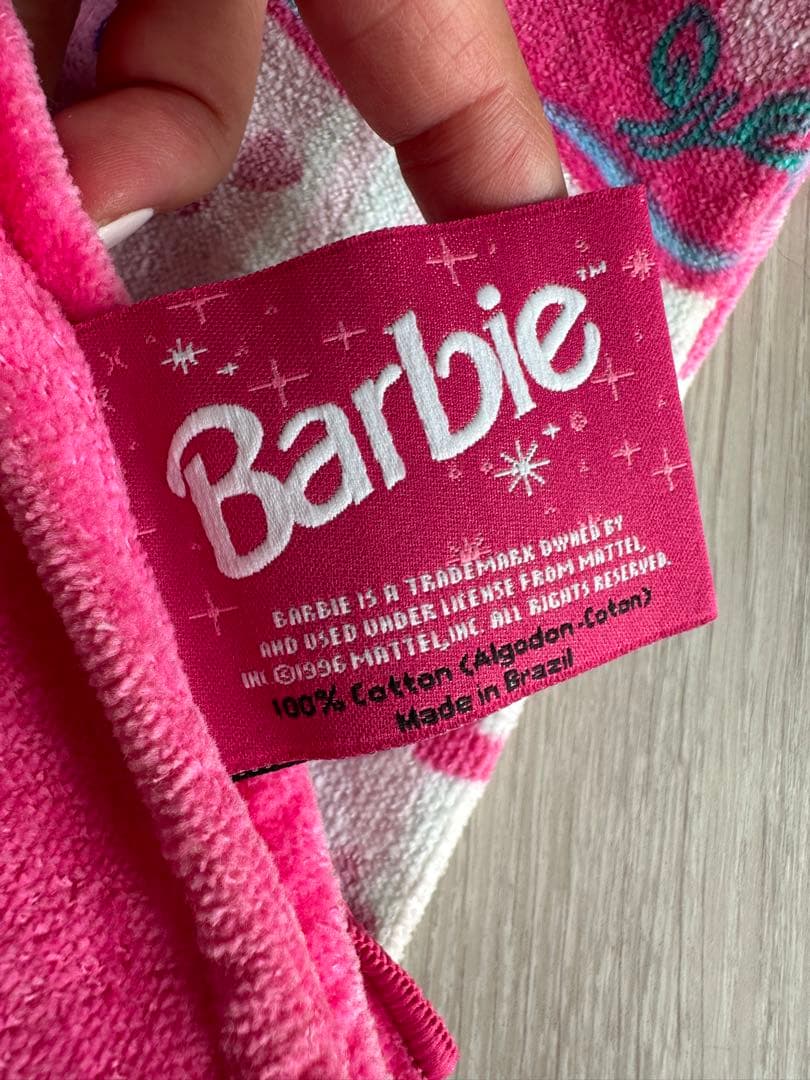 Barbie™
BARBIE IS A TRADEMARK OWNED BY
AND USED UNDER LICENSE FROM MATTEL,
INC ©1996 MATTEL, INC. ALL RIGHTS RESERVED.
100% Cotton (Algodon-Coton)
Made in Brazil